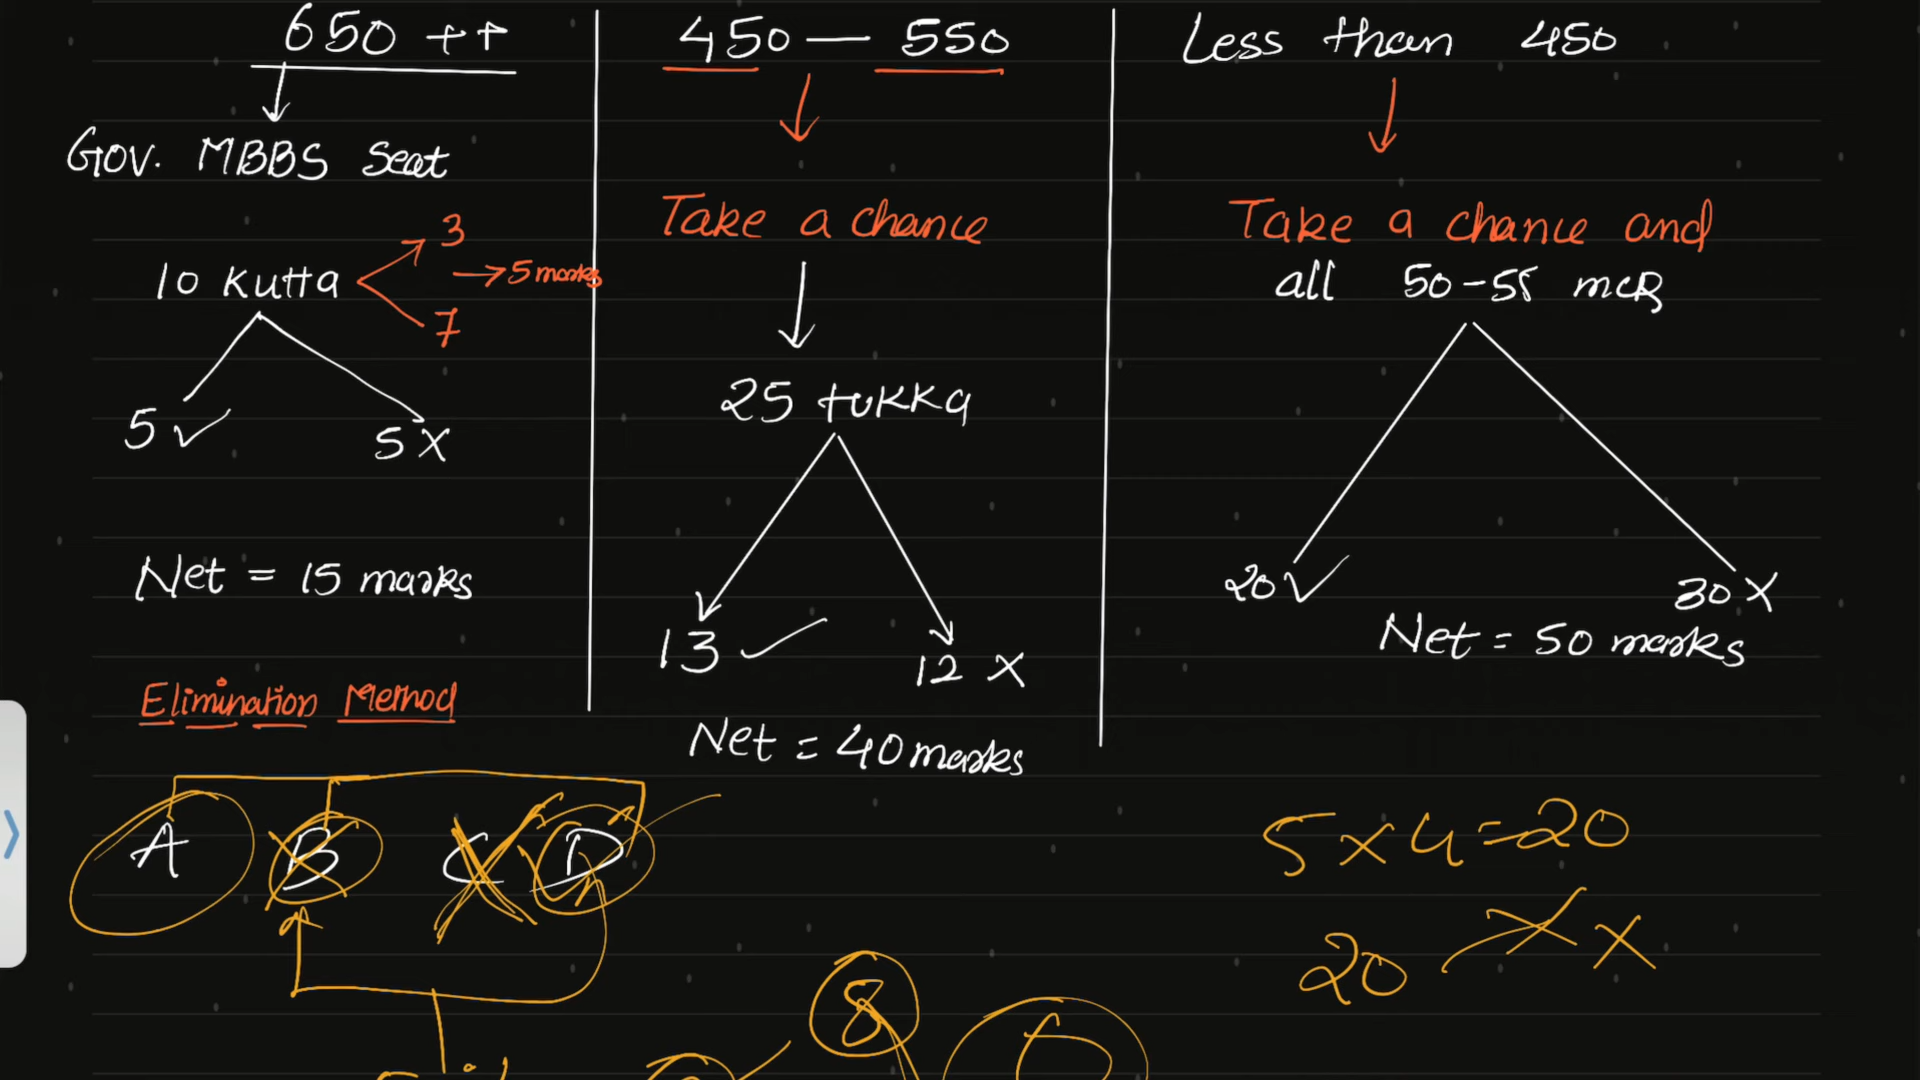 650 ++
Gov. MBBS seat
10 Kutta
3
→ 5 marks
7
5 ✓
5 X
Net = 15 marks
Elimination Method
A B C D
450 — 550
Take a chance
25 tukka
13 ✓
12 X
Net = 40 marks
8
Less than 450
Take a chance and
all 50-55 mcq
20 ✓
30 X
Net = 50 marks
5 x 4 = 20
20